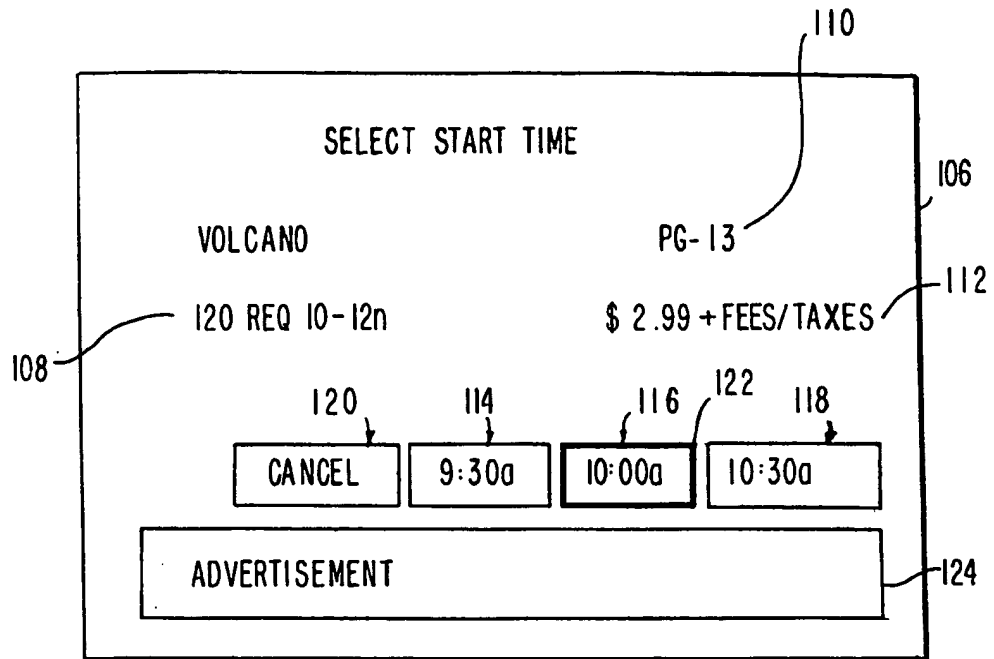 110
SELECT START TIME
106
VOLCANO PG-13
112
120 REQ 10-12n $ 2.99 + FEES/TAXES
108
120 114 116 122 118
CANCEL 9:30a 10:00a 10:30a
ADVERTISEMENT
124